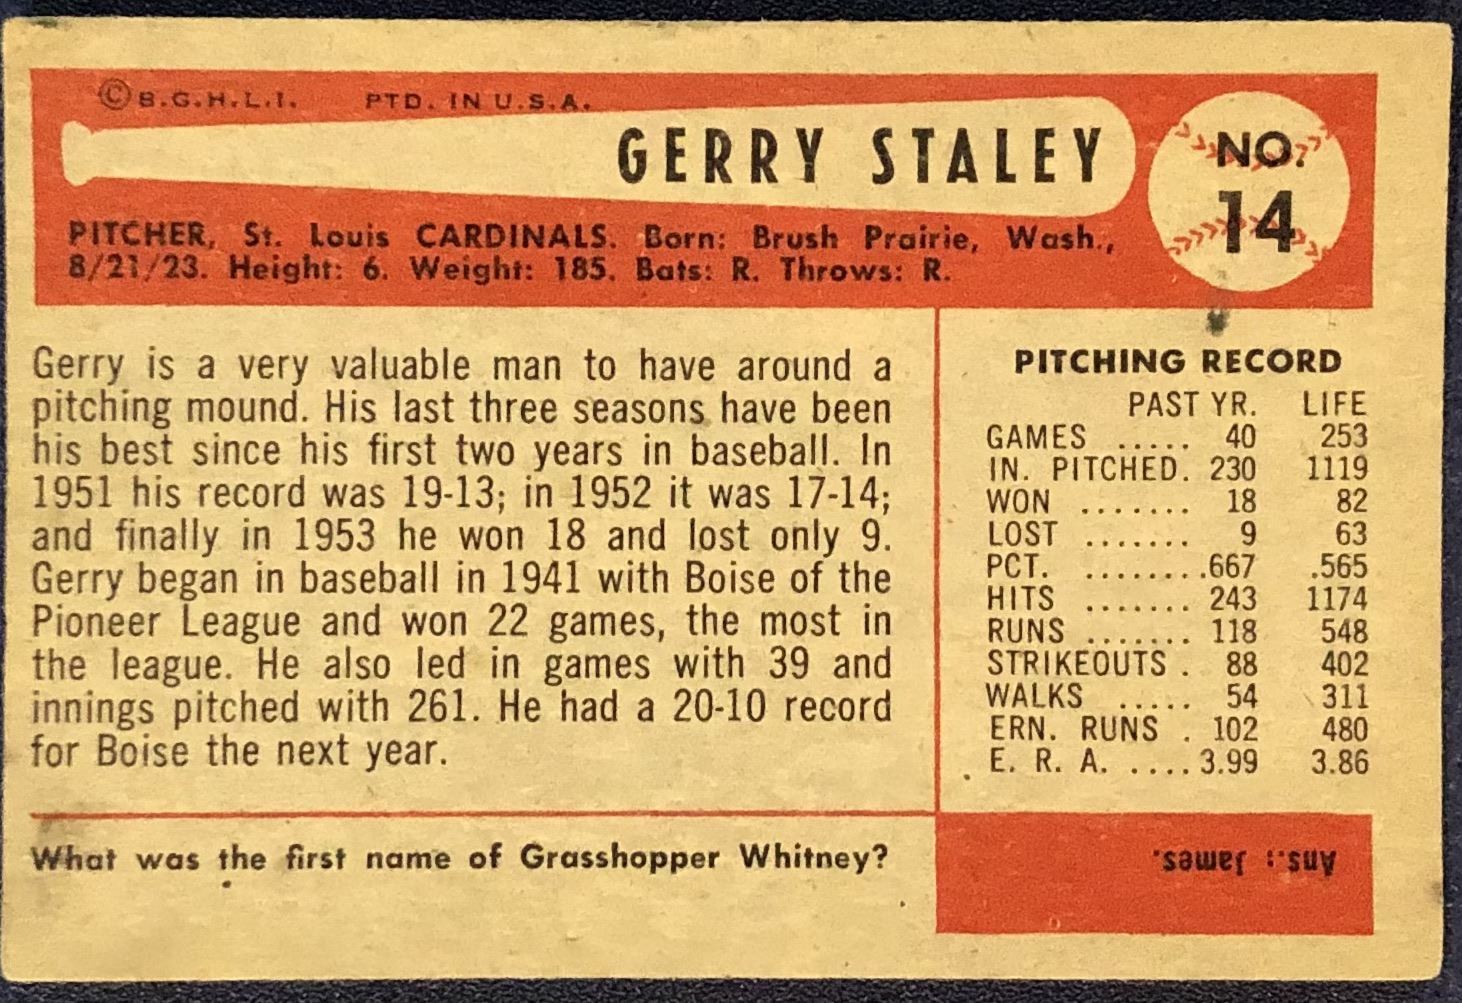 © B.G.H.L.I. PTD. IN U.S.A.
GERRY STALEY
NO.
14
PITCHER, St. Louis CARDINALS. Born: Brush Prairie, Wash.,
8/21/23. Height: 6. Weight: 185. Bats: R. Throws: R.
Gerry is a very valuable man to have around a
pitching mound. His last three seasons have been
his best since his first two years in baseball. In
1951 his record was 19-13; in 1952 it was 17-14;
and finally in 1953 he won 18 and lost only 9.
Gerry began in baseball in 1941 with Boise of the
Pioneer League and won 22 games, the most in
the league. He also led in games with 39 and
innings pitched with 261. He had a 20-10 record
for Boise the next year.
PITCHING RECORD
PAST YR. LIFE
GAMES ..... 40 253
IN. PITCHED. 230 1119
WON ....... 18 82
LOST ....... 9 63
PCT. ........ .667 .565
HITS ....... 243 1174
RUNS ....... 118 548
STRIKEOUTS . 88 402
WALKS ..... 54 311
ERN. RUNS . 102 480
E. R. A. .... 3.99 3.86
What was the first name of Grasshopper Whitney?
Ans.: James.